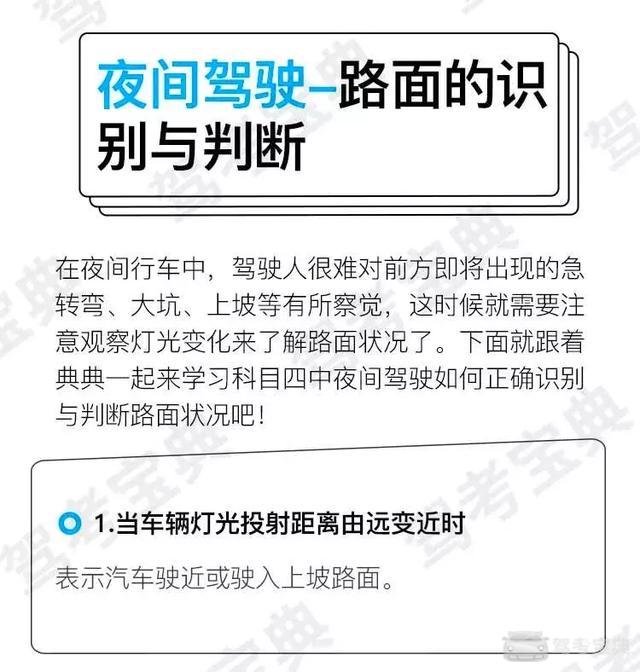 夜间驾驶–路面的识
别与判断
在夜间行车中，驾驶人很难对前方即将出现的急
转弯、大坑、上坡等有所察觉，这时候就需要注
意观察灯光变化来了解路面状况了。下面就跟着
典典一起来学习科目四中夜间驾驶如何正确识别
与判断路面状况吧！
1.当车辆灯光投射距离由远变近时
表示汽车驶近或驶入上坡路面。
驾考宝典